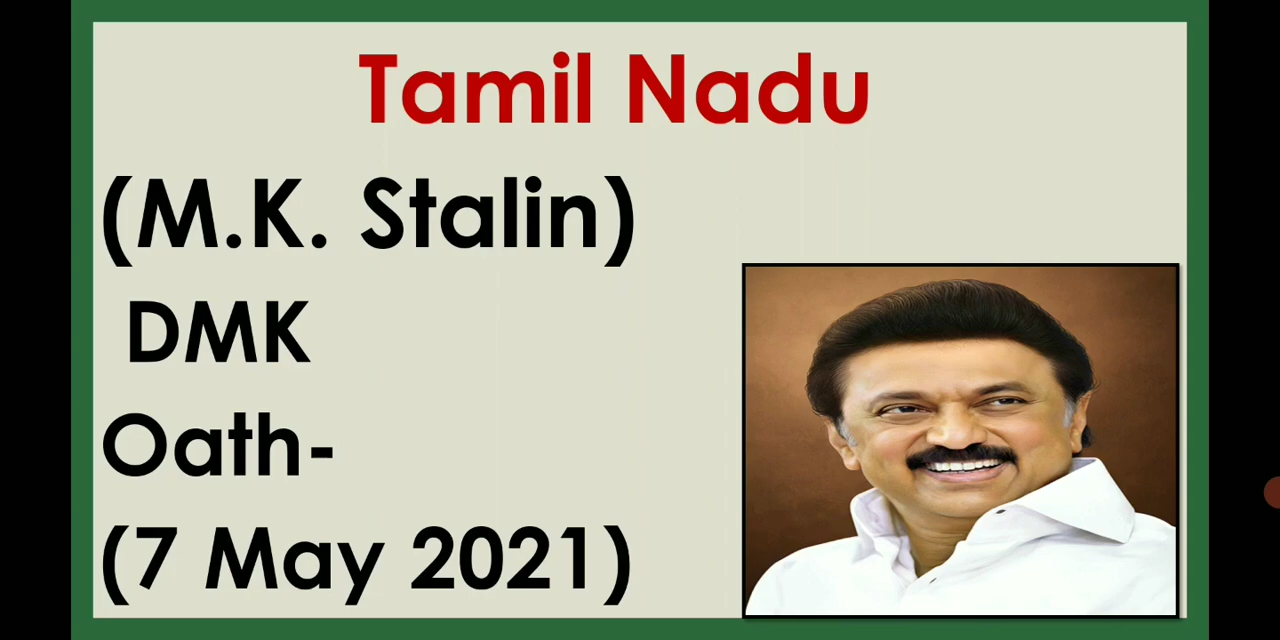 Tamil Nadu
(M.K. Stalin)
DMK
Oath-
(7 May 2021)